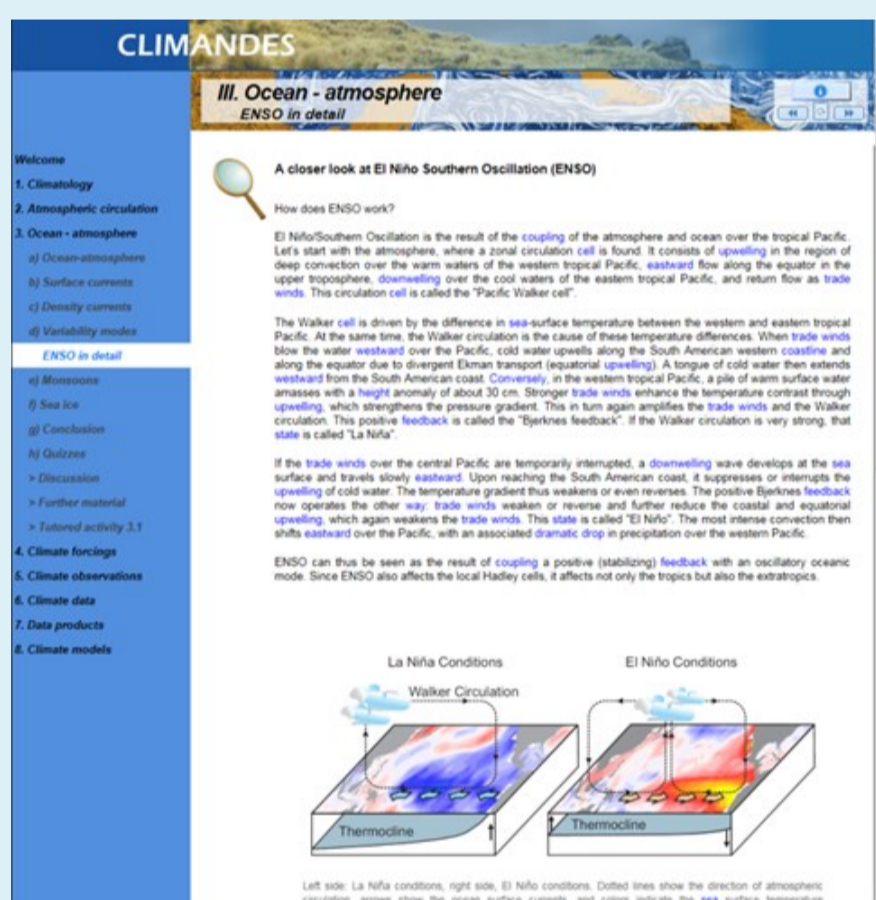 CLIMANDES
III. Ocean - atmosphere
ENSO in detail
Welcome
1. Climatology
2. Atmospheric circulation
3. Ocean - atmosphere
a) Ocean-atmosphere
b) Surface currents
c) Density currents
d) Variability modes
ENSO in detail
e) Monsoons
f) Sea ice
g) Conclusion
h) Quizzes
> Discussion
> Further material
> Tutored activity 3.1
4. Climate forcings
5. Climate observations
6. Climate data
7. Data products
8. Climate models
A closer look at El Niño Southern Oscillation (ENSO)
How does ENSO work?
El Niño/Southern Oscillation is the result of the coupling of the atmosphere and ocean over the tropical Pacific.
Let's start with the atmosphere, where a zonal circulation cell is found. It consists of upwelling in the region of
deep convection over the warm waters of the western tropical Pacific, eastward flow along the equator in the
upper troposphere, downwelling over the cool waters of the eastern tropical Pacific, and return flow as trade
winds. This circulation cell is called the "Pacific Walker cell".
The Walker cell is driven by the difference in sea-surface temperature between the western and eastern tropical
Pacific. At the same time, the Walker circulation is the cause of these temperature differences. When trade winds
blow the water westward over the Pacific, cold water upwells along the South American western coastline and
along the equator due to divergent Ekman transport (equatorial upwelling). A tongue of cold water then extends
westward from the South American coast. Conversely, in the western tropical Pacific, a pile of warm surface water
amasses with a height anomaly of about 30 cm. Stronger trade winds enhance the temperature contrast through
upwelling, which strengthens the pressure gradient. This in turn again amplifies the trade winds and the Walker
circulation. This positive feedback is called the "Bjerknes feedback". If the Walker circulation is very strong, that
state is called "La Niña".
If the trade winds over the central Pacific are temporarily interrupted, a downwelling wave develops at the sea
surface and travels slowly eastward. Upon reaching the South American coast, it suppresses or interrupts the
upwelling of cold water. The temperature gradient thus weakens or even reverses. The positive Bjerknes feedback
now operates the other way: trade winds weaken or reverse and further reduce the coastal and equatorial
upwelling, which again weakens the trade winds. This state is called "El Niño". The most intense convection then
shifts eastward over the Pacific, with an associated dramatic drop in precipitation over the western Pacific.
ENSO can thus be seen as the result of coupling a positive (stabilizing) feedback with an oscillatory oceanic
mode. Since ENSO also affects the local Hadley cells, it affects not only the tropics but also the extratropics.
La Niña Conditions
El Niño Conditions
Walker Circulation
Thermocline
Thermocline
Left side: La Niña conditions, right side, El Niño conditions. Dotted lines show the direction of atmospheric
circulation, arrows show the ocean surface currents, and colors indicate the sea surface temperature